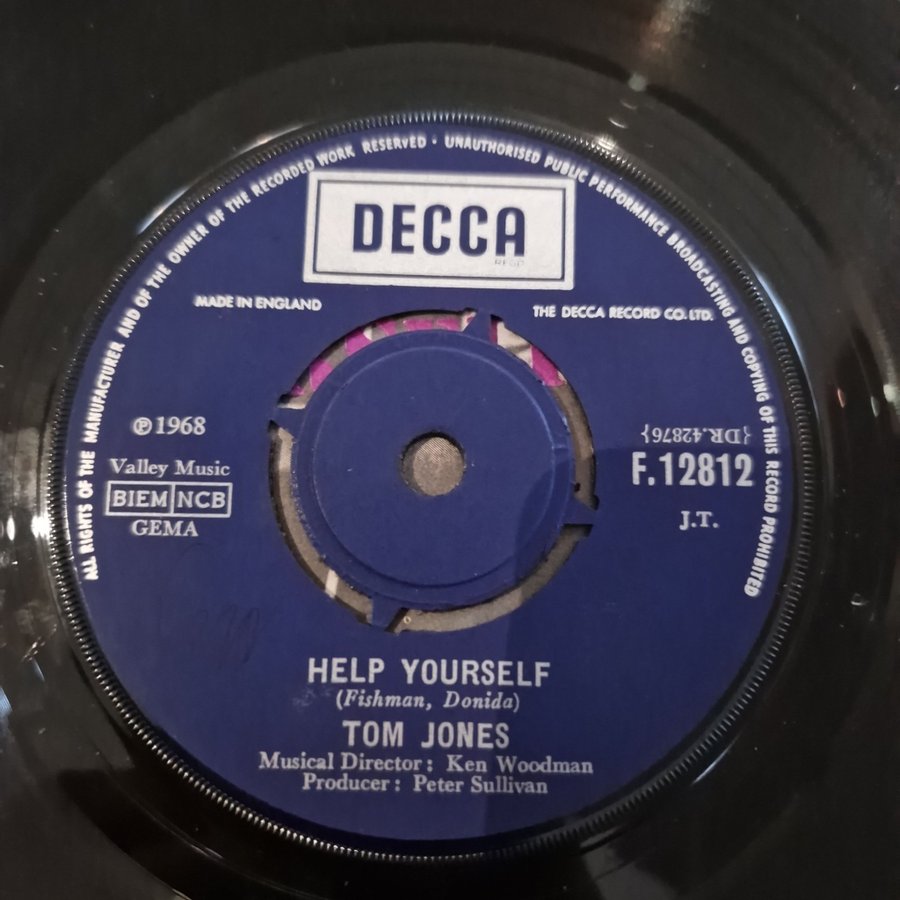 ALL RIGHTS OF THE MANUFACTURER AND OF THE OWNER OF THE RECORDED WORK RESERVED · UNAUTHORISED PUBLIC PERFORMANCE BROADCASTING AND COPYING OF THIS RECORD PROHIBITED
DECCA
REGD
MADE IN ENGLAND
THE DECCA RECORD CO. LTD.
℗ 1968
{DR.42876}
Valley Music
F.12812
BIEM NCB
GEMA
J.T.
HELP YOURSELF
(Fishman, Donida)
TOM JONES
Musical Director: Ken Woodman
Producer: Peter Sullivan